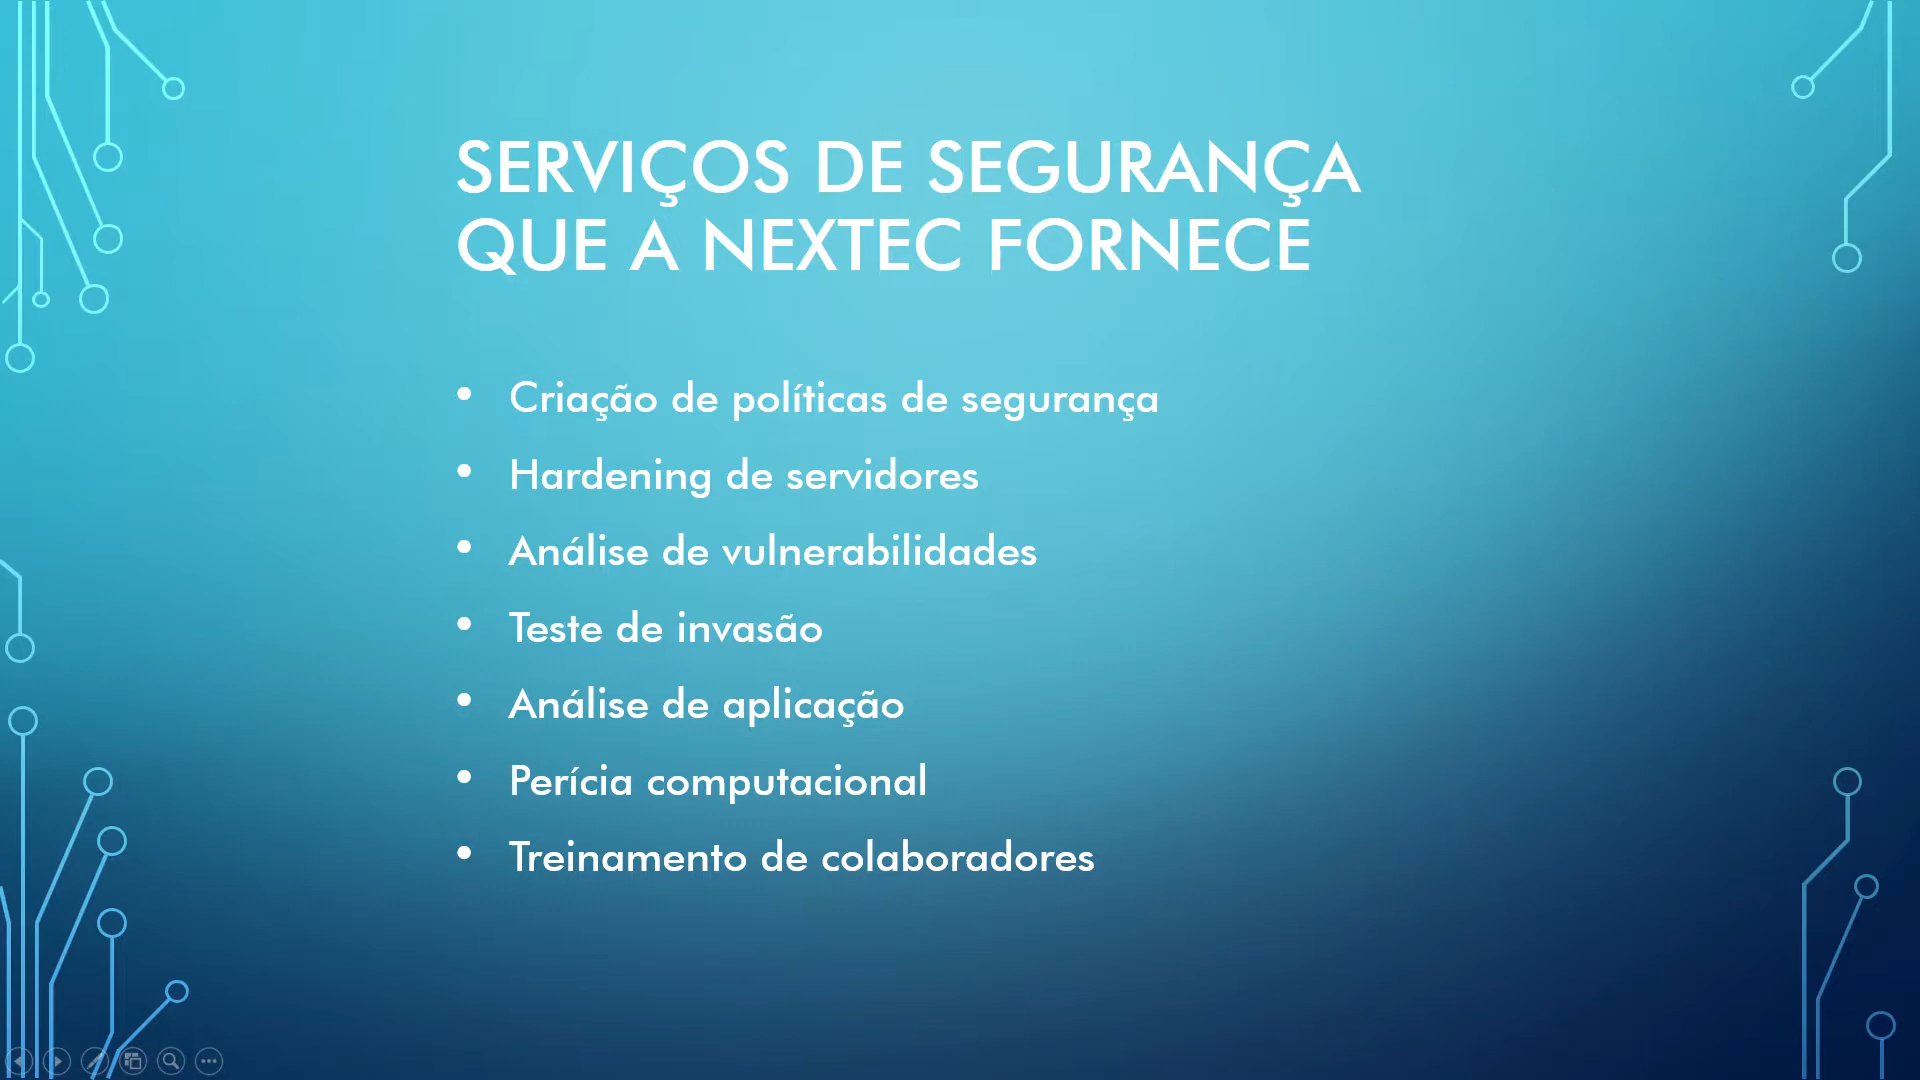 SERVIÇOS DE SEGURANÇA
QUE A NEXTEC FORNECE
• Criação de políticas de segurança
• Hardening de servidores
• Análise de vulnerabilidades
• Teste de invasão
• Análise de aplicação
• Perícia computacional
• Treinamento de colaboradores